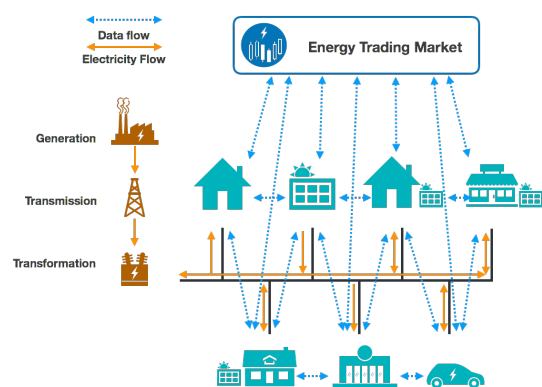 Data flow
Electricity Flow
Energy Trading Market
Generation
Transmission
Transformation